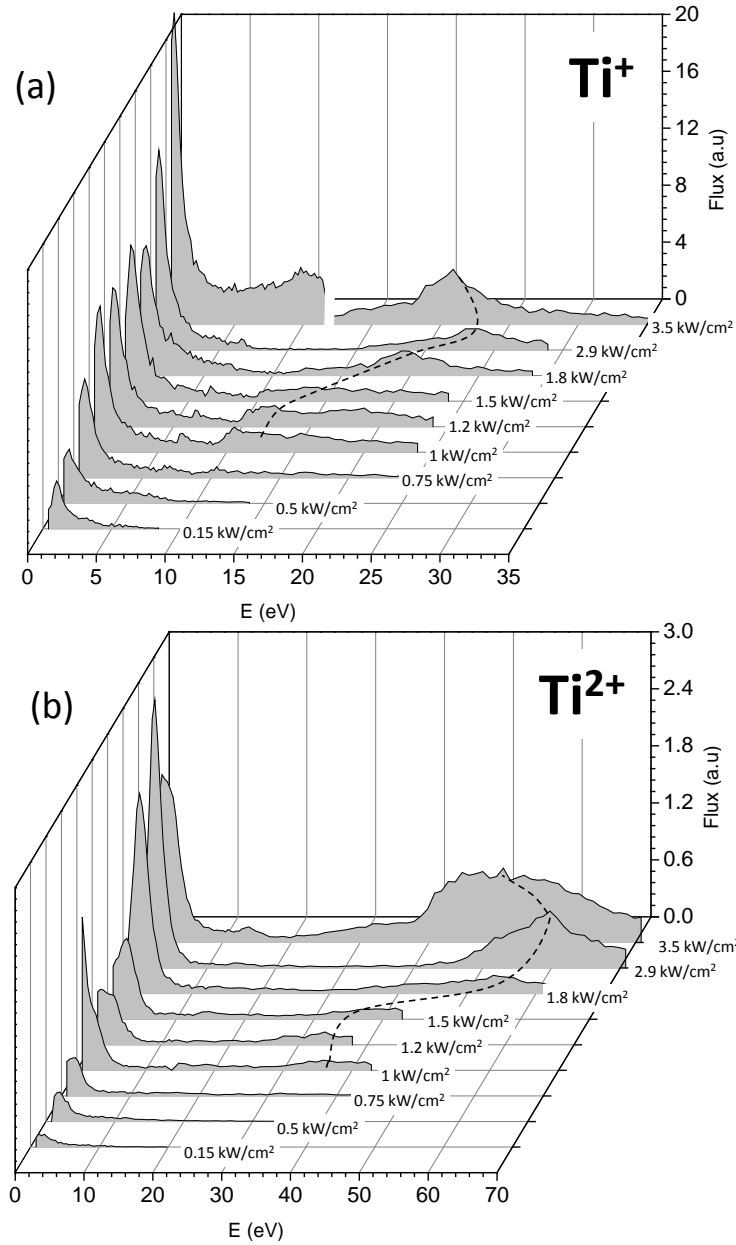 (a)
Ti⁺
20
16
12
8
4
0
Flux (a.u)
3.5 kW/cm²
2.9 kW/cm²
1.8 kW/cm²
1.5 kW/cm²
1.2 kW/cm²
1 kW/cm²
0.75 kW/cm²
0.5 kW/cm²
0.15 kW/cm²
0 5 10 15 20 25 30 35
E (eV)
(b)
Ti²⁺
3.0
2.4
1.8
1.2
0.6
0.0
Flux (a.u)
3.5 kW/cm²
2.9 kW/cm²
1.8 kW/cm²
1.5 kW/cm²
1.2 kW/cm²
1 kW/cm²
0.75 kW/cm²
0.5 kW/cm²
0.15 kW/cm²
0 10 20 30 40 50 60 70
E (eV)